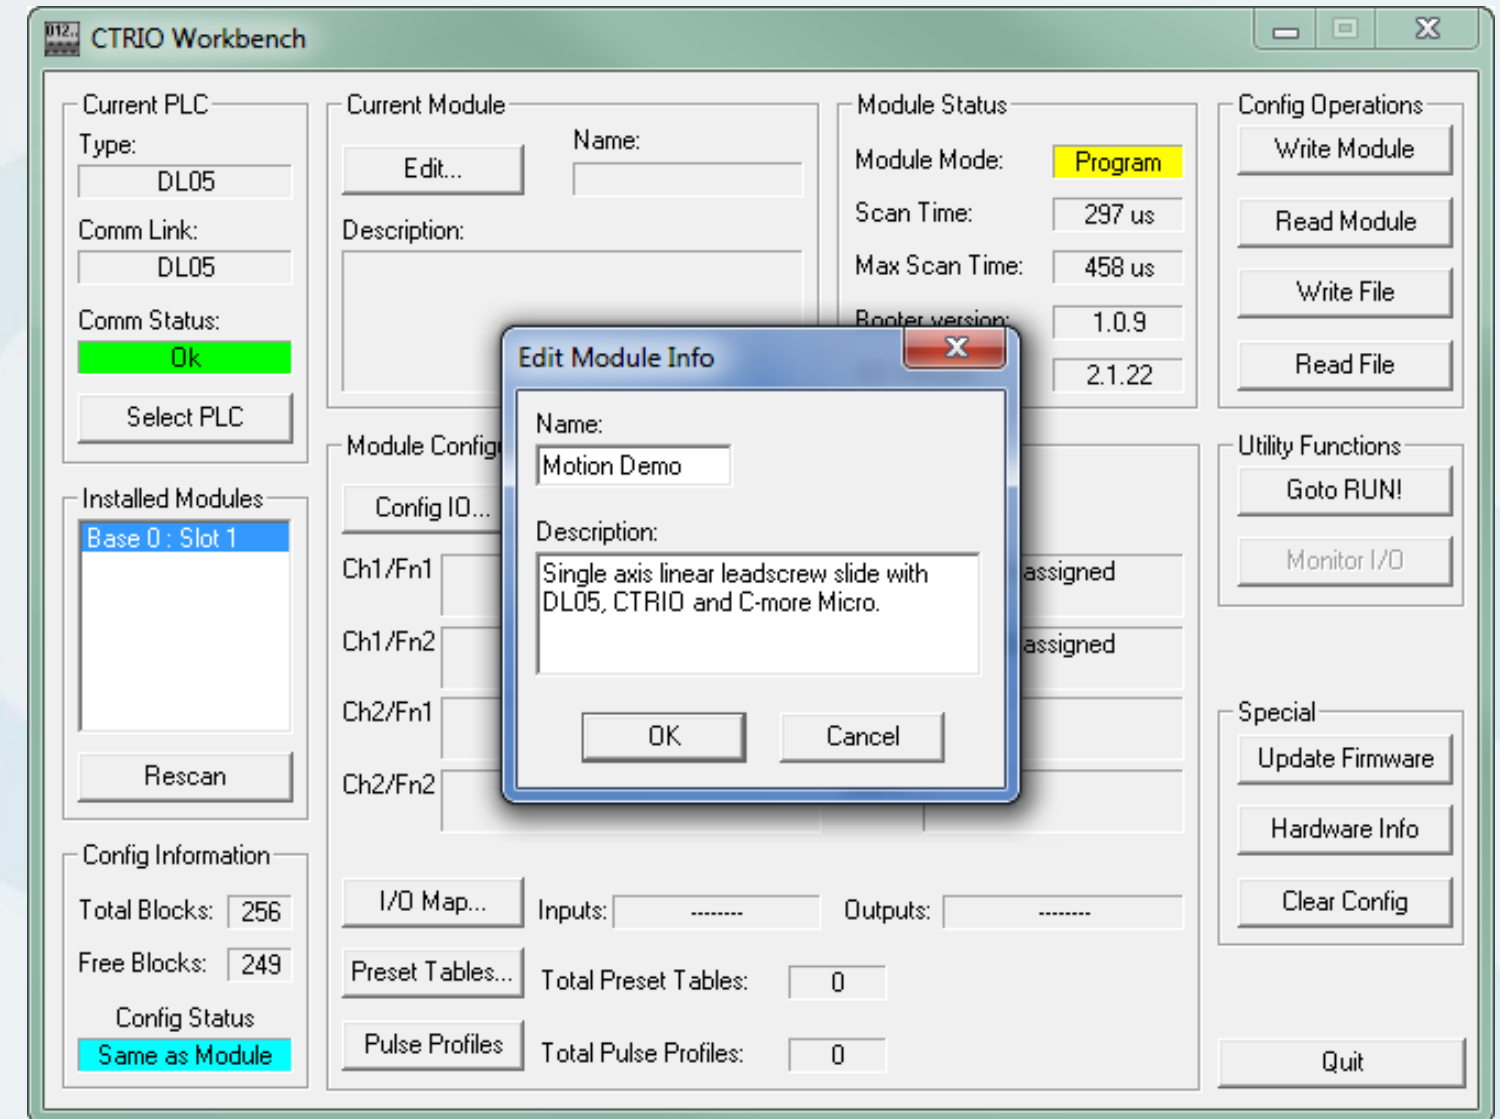 012..
CTRIO Workbench
Current PLC
Type:
DL05
Comm Link:
DL05
Comm Status:
Ok
Select PLC
Installed Modules
Base 0 : Slot 1
Rescan
Config Information
Total Blocks: 256
Free Blocks: 249
Config Status
Same as Module
Current Module
Edit...
Name:
Description:
Module Status
Module Mode: Program
Scan Time: 297 us
Max Scan Time: 458 us
Booter version: 1.0.9
2.1.22
Edit Module Info
Name:
Motion Demo
Description:
Single axis linear leadscrew slide with
DL05, CTRIO and C-more Micro.
OK Cancel
Module Config
Config IO...
Ch1/Fn1 assigned
Ch1/Fn2 assigned
Ch2/Fn1
Ch2/Fn2
I/O Map... Inputs: -------- Outputs: --------
Preset Tables... Total Preset Tables: 0
Pulse Profiles Total Pulse Profiles: 0
Config Operations
Write Module
Read Module
Write File
Read File
Utility Functions
Goto RUN!
Monitor I/O
Special
Update Firmware
Hardware Info
Clear Config
Quit